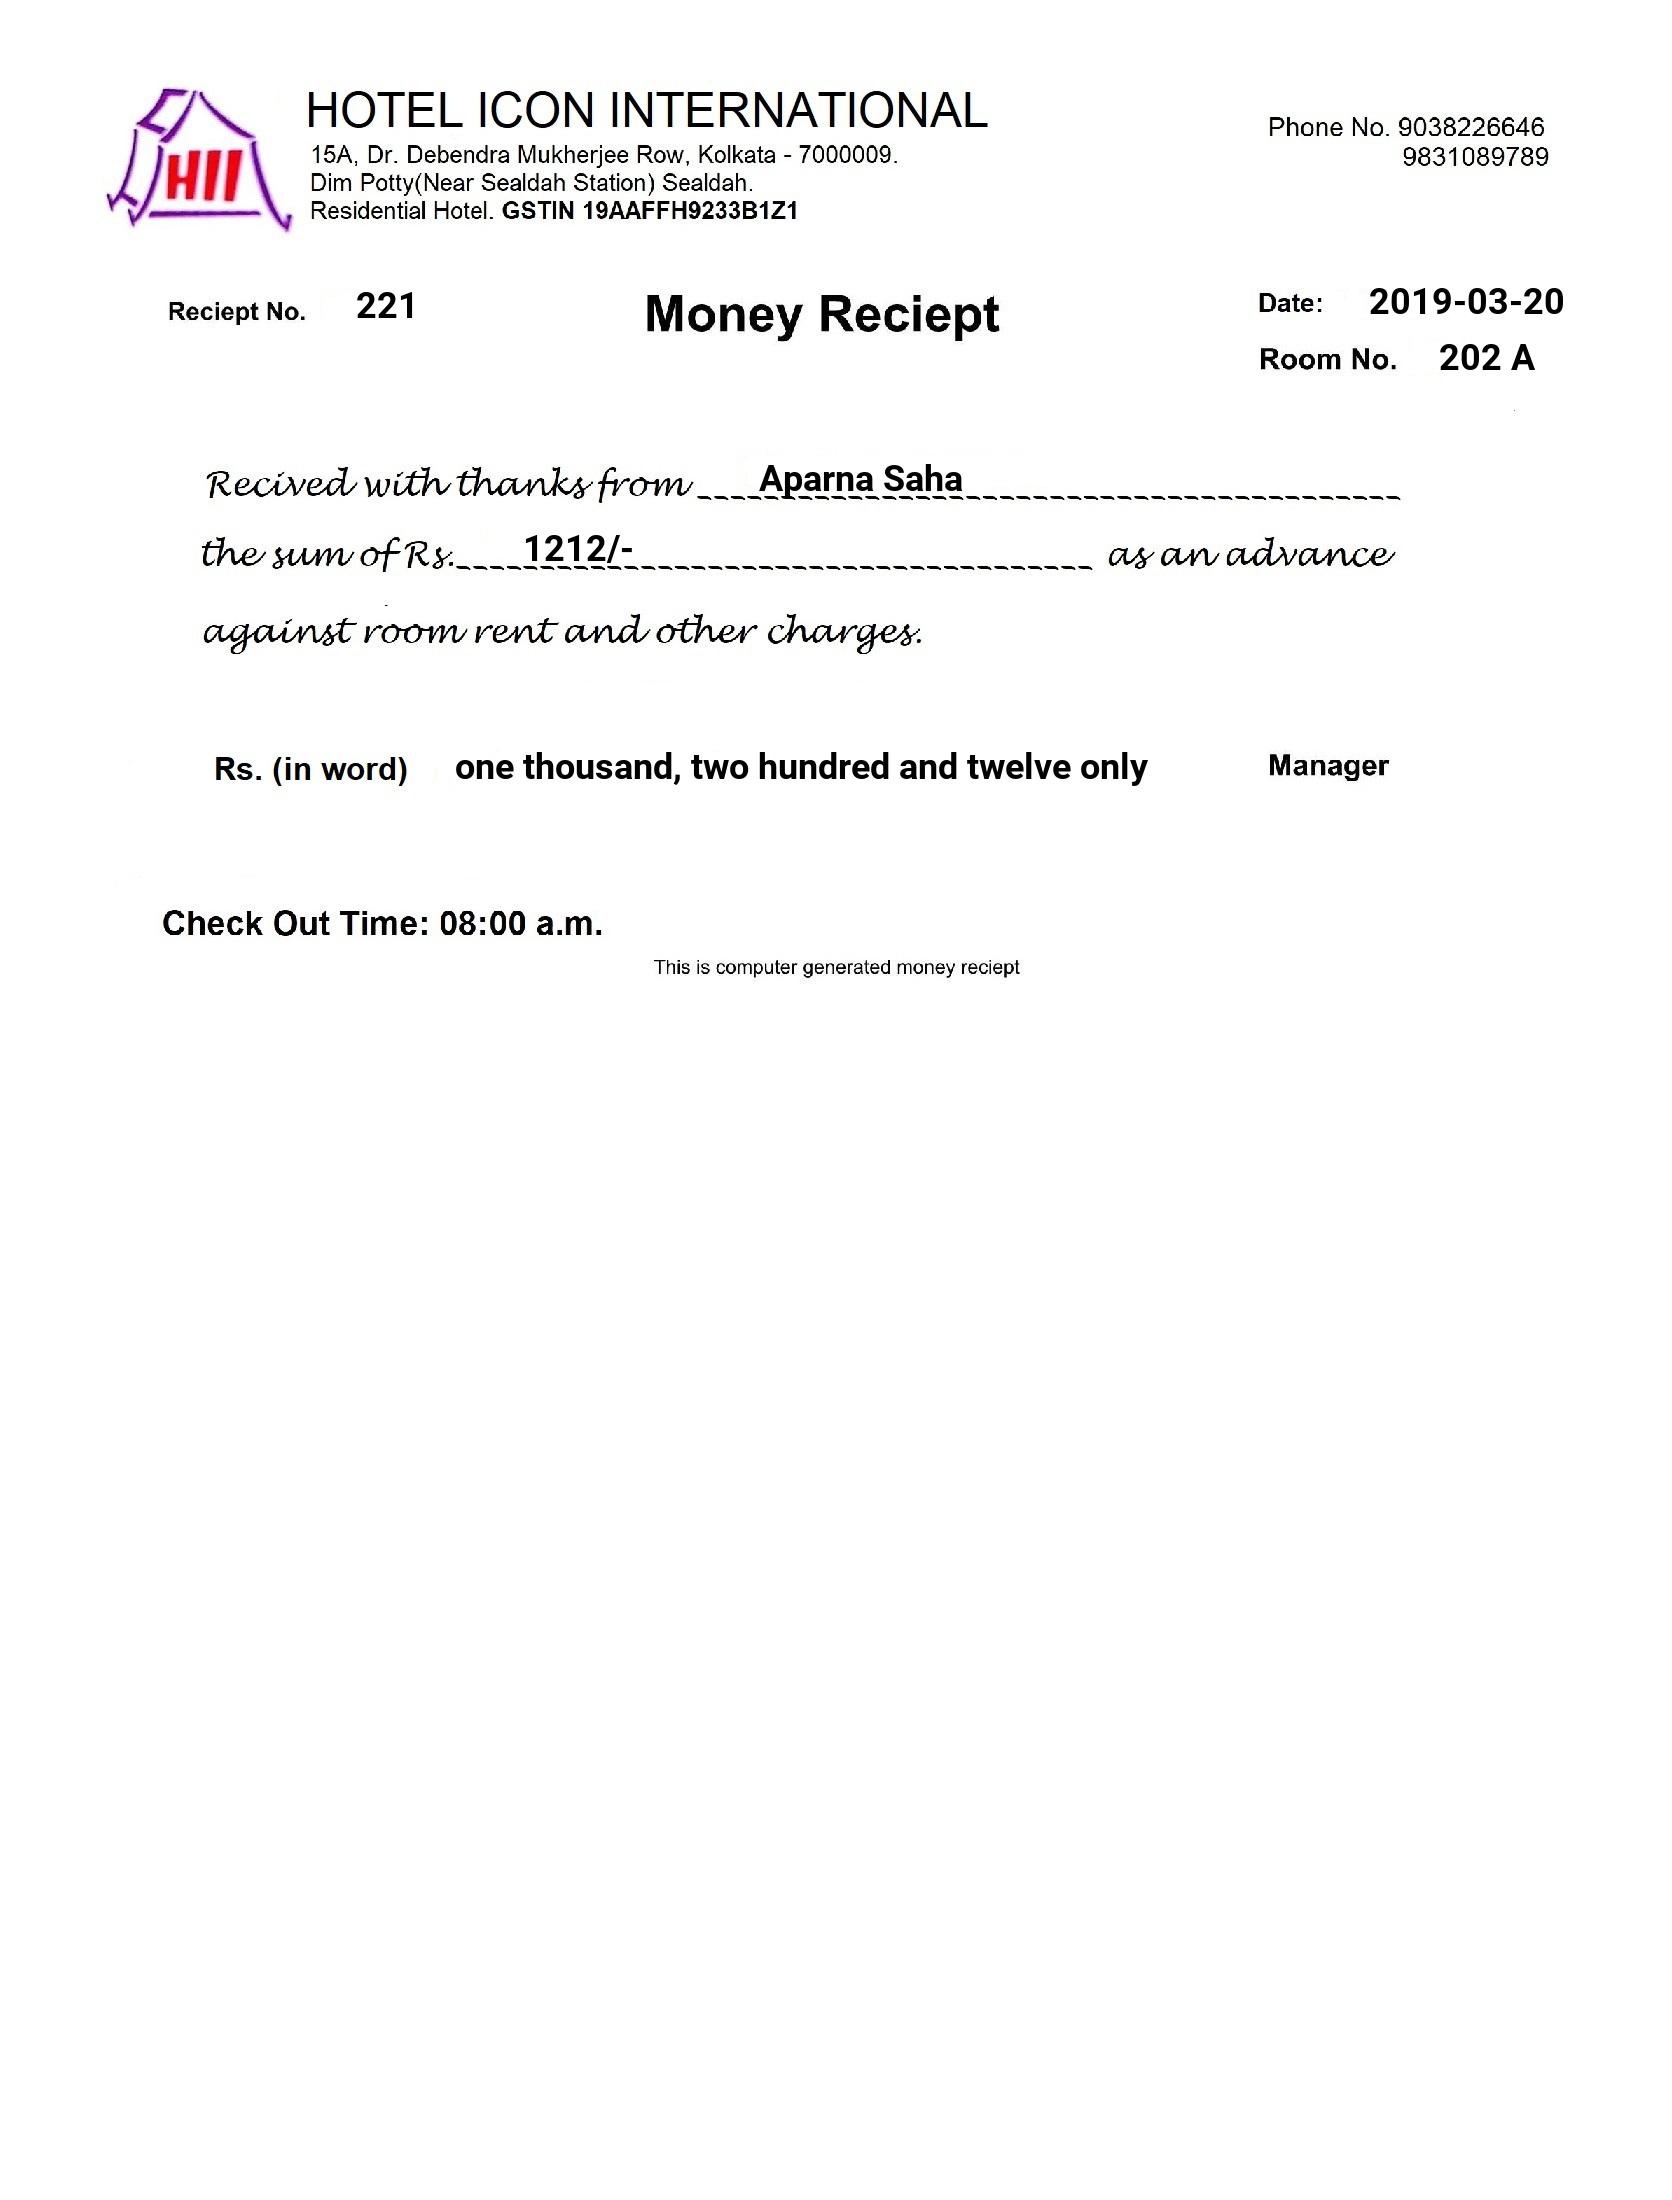 HII
HOTEL ICON INTERNATIONAL
15A, Dr. Debendra Mukherjee Row, Kolkata - 7000009.
Dim Potty(Near Sealdah Station) Sealdah.
Residential Hotel. GSTIN 19AAFFH9233B1Z1
Phone No. 9038226646
9831089789
Reciept No. 221
Money Reciept
Date: 2019-03-20
Room No. 202 A
Recived with thanks from Aparna Saha
the sum of Rs. 1212/- as an advance
against room rent and other charges.
Rs. (in word) one thousand, two hundred and twelve only
Manager
Check Out Time: 08:00 a.m.
This is computer generated money reciept